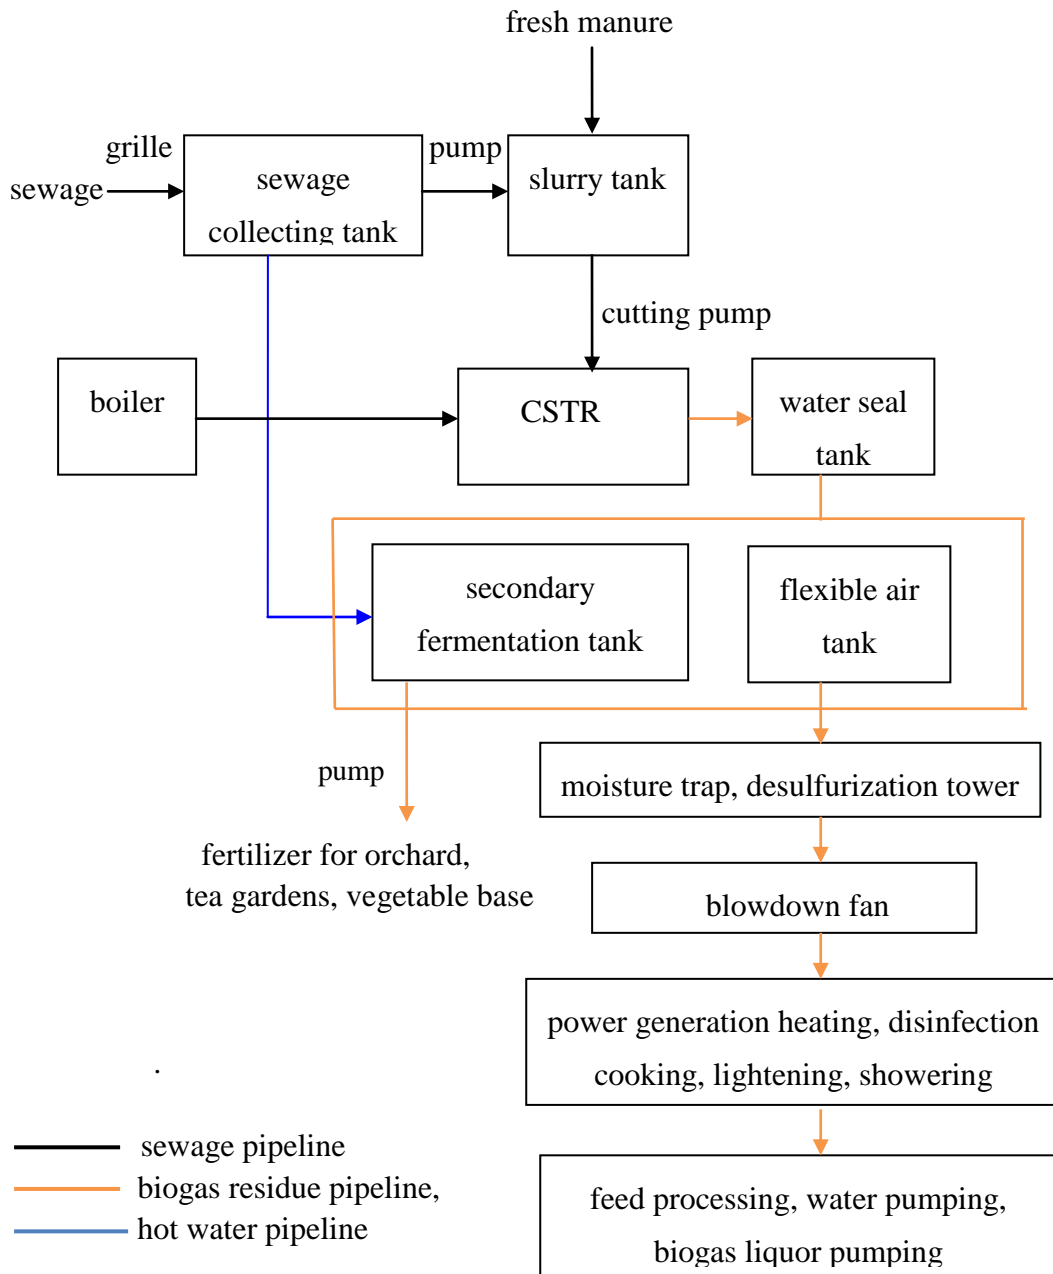 fresh manure
grille
pump
sewage
sewage
collecting tank
slurry tank
cutting pump
boiler
CSTR
water seal
tank
secondary
fermentation tank
flexible air
tank
pump
moisture trap, desulfurization tower
fertilizer for orchard,
tea gardens, vegetable base
blowdown fan
power generation heating, disinfection
cooking, lightening, showering
.
sewage pipeline
biogas residue pipeline,
hot water pipeline
feed processing, water pumping,
biogas liquor pumping